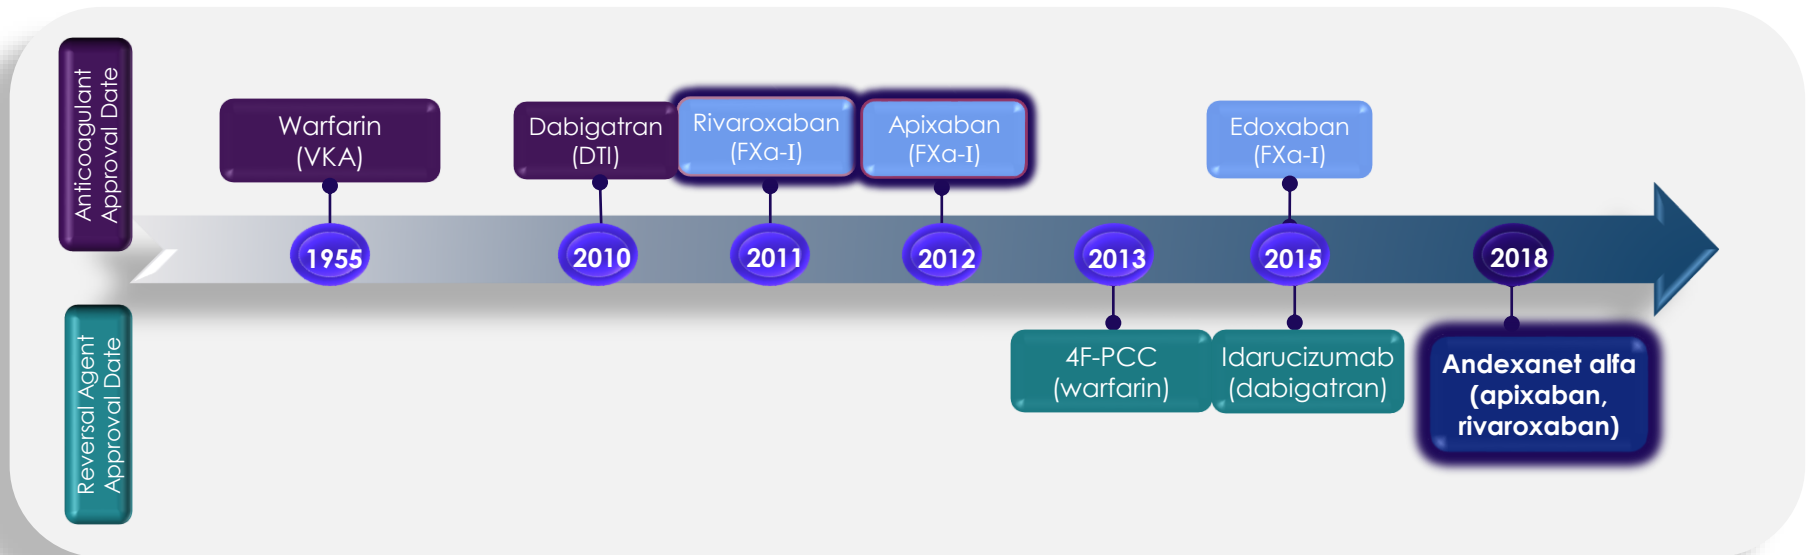 Anticoagulant
Approval Date
Warfarin
(VKA)
Dabigatran
(DTI)
Rivaroxaban
(FXa-I)
Apixaban
(FXa-I)
Edoxaban
(FXa-I)
1955
2010
2011
2012
2013
2015
2018
Reversal Agent
Approval Date
4F-PCC
(warfarin)
Idarucizumab
(dabigatran)
Andexanet alfa
(apixaban,
rivaroxaban)